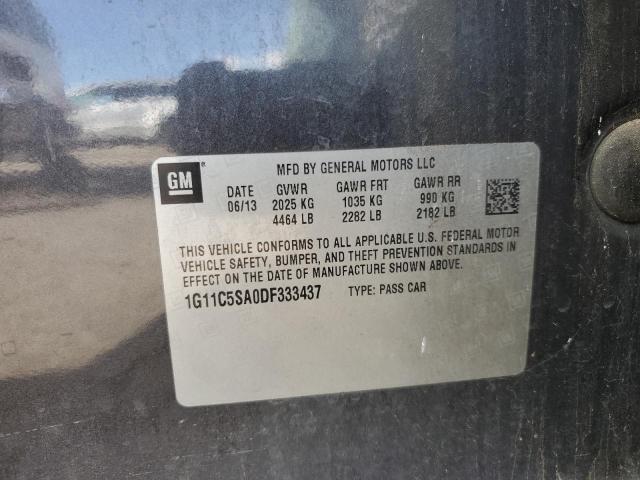 GM
MFD BY GENERAL MOTORS LLC
DATE GVWR GAWR FRT GAWR RR
06/13 2025 KG 1035 KG 990 KG
4464 LB 2282 LB 2182 LB
THIS VEHICLE CONFORMS TO ALL APPLICABLE U.S. FEDERAL MOTOR
VEHICLE SAFETY, BUMPER, AND THEFT PREVENTION STANDARDS IN
EFFECT ON THE DATE OF MANUFACTURE SHOWN ABOVE.
1G11C5SA0DF333437 TYPE: PASS CAR